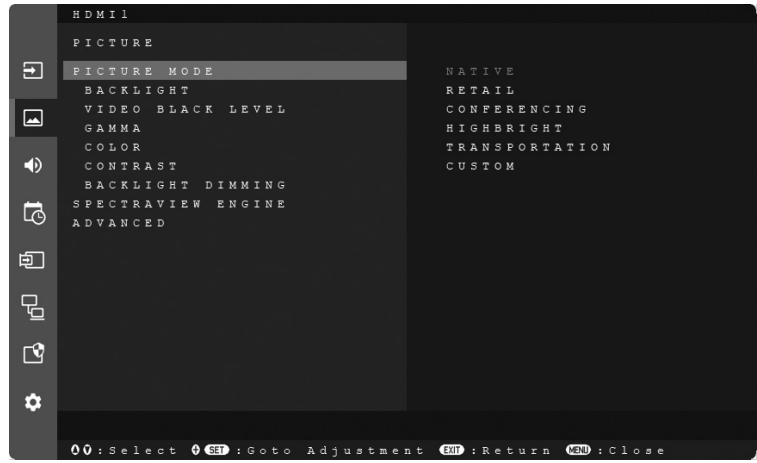 HDMI1
PICTURE
PICTURE MODE
BACKLIGHT
VIDEO BLACK LEVEL
GAMMA
COLOR
CONTRAST
BACKLIGHT DIMMING
SPECTRAVIEW ENGINE
ADVANCED
NATIVE
RETAIL
CONFERENCING
HIGHBRIGHT
TRANSPORTATION
CUSTOM
:Select SET :Goto Adjustment EXIT :Return MENU :Close